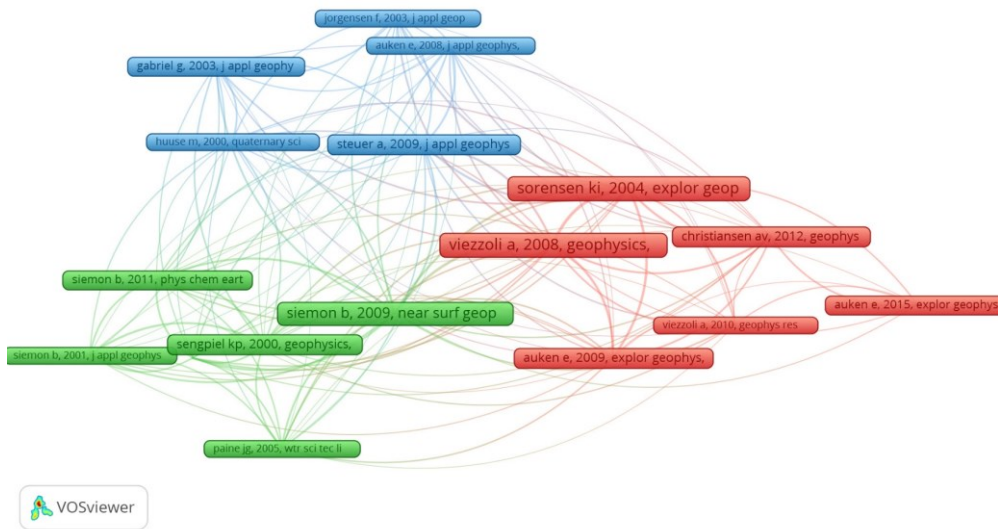 jorgensen f, 2003, j appl geop
auken e, 2008, j appl geophys,
gabriel g, 2003, j appl geophy
huuse m, 2000, quaternary sci
steuer a, 2009, j appl geophys
sorensen ki, 2004, explor geop
viezzoli a, 2008, geophysics,
christiansen av, 2012, geophys
siemon b, 2011, phys chem eart
auken e, 2015, explor geophys
siemon b, 2009, near surf geop
viezzoli a, 2010, geophys res
sengpiel kp, 2000, geophysics,
siemon b, 2001, j appl geophys
auken e, 2009, explor geophys,
paine jg, 2005, wtr sci tec li
VOSviewer